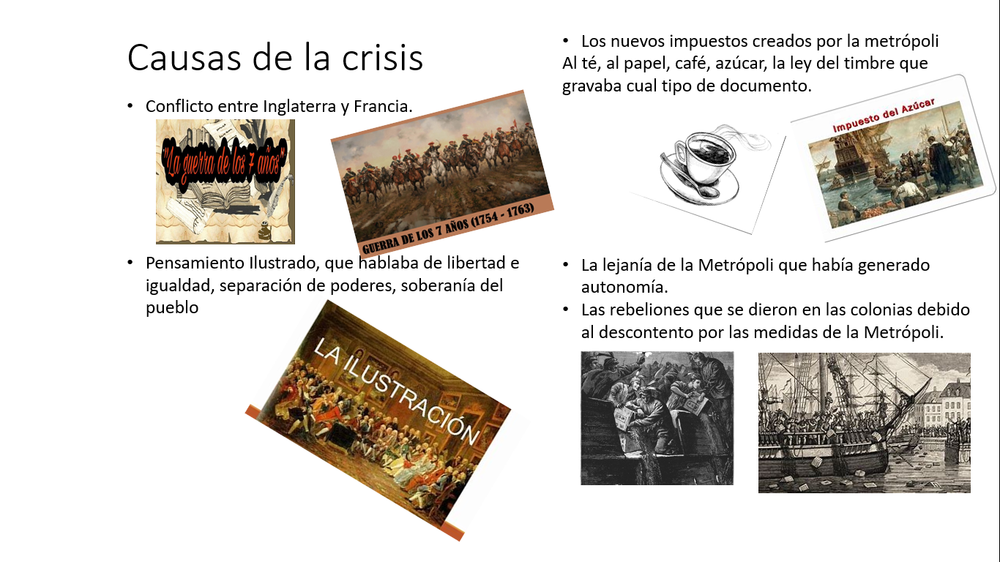 Causas de la crisis
• Conflicto entre Inglaterra y Francia.
"La guerra de los 7 años"
GUERRA DE LOS 7 AÑOS (1754 - 1763)
• Pensamiento Ilustrado, que hablaba de libertad e
igualdad, separación de poderes, soberanía del
pueblo
LA ILUSTRACIÓN
• Los nuevos impuestos creados por la metrópoli
Al té, al papel, café, azúcar, la ley del timbre que
gravaba cual tipo de documento.
Impuesto del Azúcar
• La lejanía de la Metrópoli que había generado
autonomía.
• Las rebeliones que se dieron en las colonias debido
al descontento por las medidas de la Metrópoli.